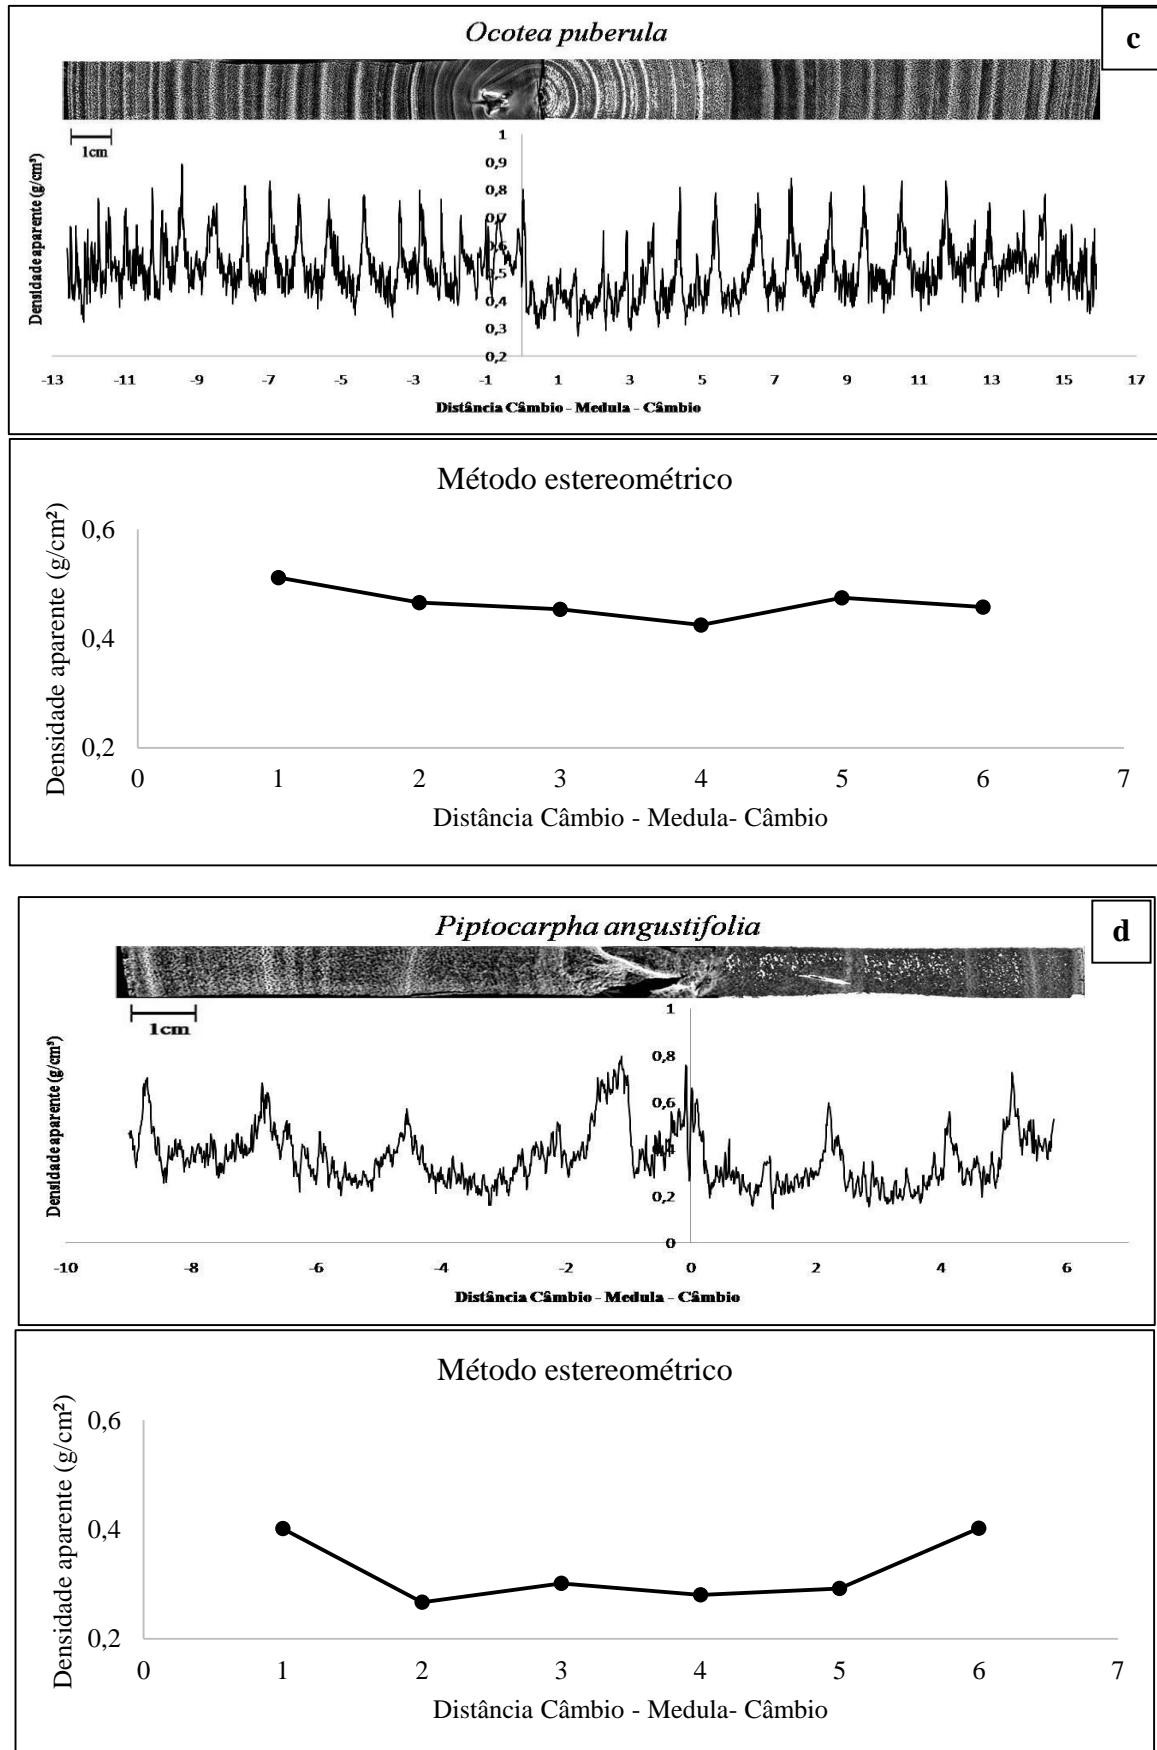 Ocotea puberula
c
1cm
Densidade aparente (g/cm³)
1
0,9
0,8
0,7
0,6
0,5
0,4
0,3
0,2
-13 -11 -9 -7 -5 -3 -1 1 3 5 7 9 11 13 15 17
Distância Câmbio - Medula - Câmbio
Método estereométrico
Densidade aparente (g/cm²)
0,6
0,4
0,2
0 1 2 3 4 5 6 7
Distância Câmbio - Medula- Câmbio
Piptocarpha angustifolia
d
1cm
Densidade aparente (g/cm³)
1
0,8
0,6
0,4
0,2
0
-10 -8 -6 -4 -2 0 2 4 6
Distância Câmbio - Medula - Câmbio
Método estereométrico
Densidade aparente (g/cm²)
0,6
0,4
0,2
0 1 2 3 4 5 6 7
Distância Câmbio - Medula- Câmbio